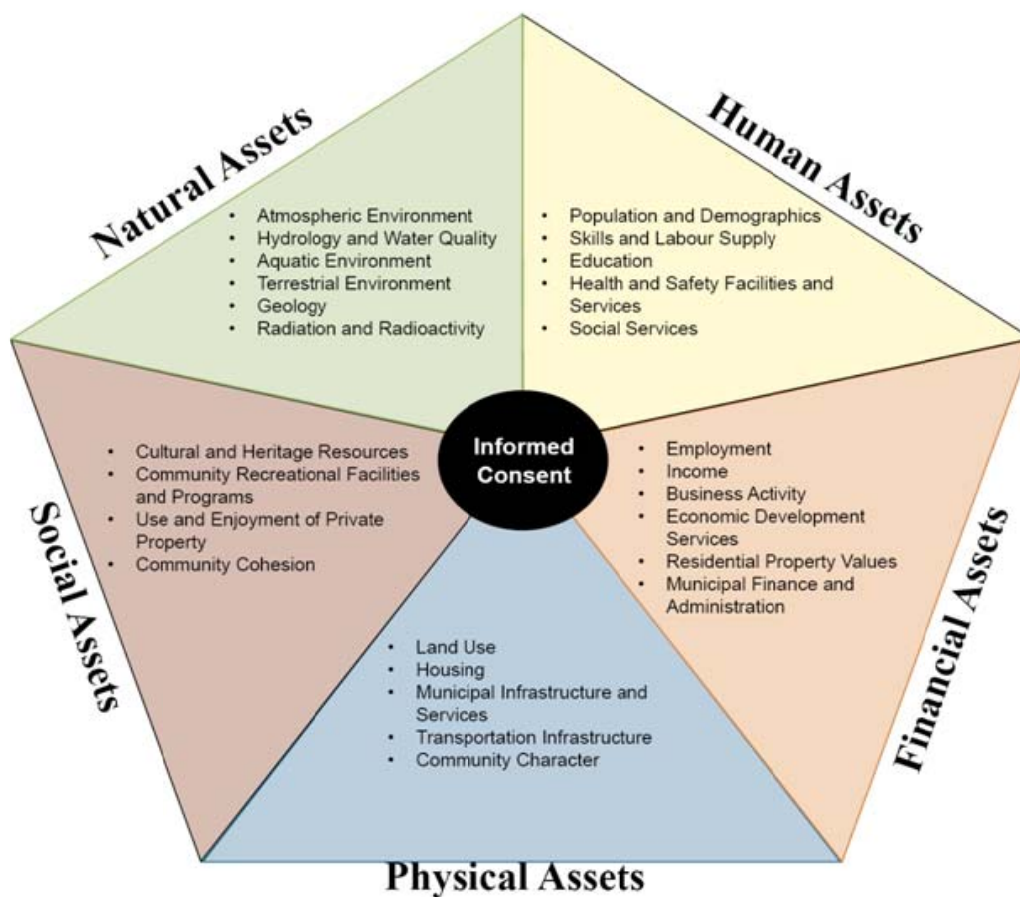 Natural Assets
• Atmospheric Environment
• Hydrology and Water Quality
• Aquatic Environment
• Terrestrial Environment
• Geology
• Radiation and Radioactivity
Human Assets
• Population and Demographics
• Skills and Labour Supply
• Education
• Health and Safety Facilities and
Services
• Social Services
Informed
Consent
Social Assets
• Cultural and Heritage Resources
• Community Recreational Facilities
and Programs
• Use and Enjoyment of Private
Property
• Community Cohesion
Financial Assets
• Employment
• Income
• Business Activity
• Economic Development
Services
• Residential Property Values
• Municipal Finance and
Administration
• Land Use
• Housing
• Municipal Infrastructure and
Services
• Transportation Infrastructure
• Community Character
Physical Assets